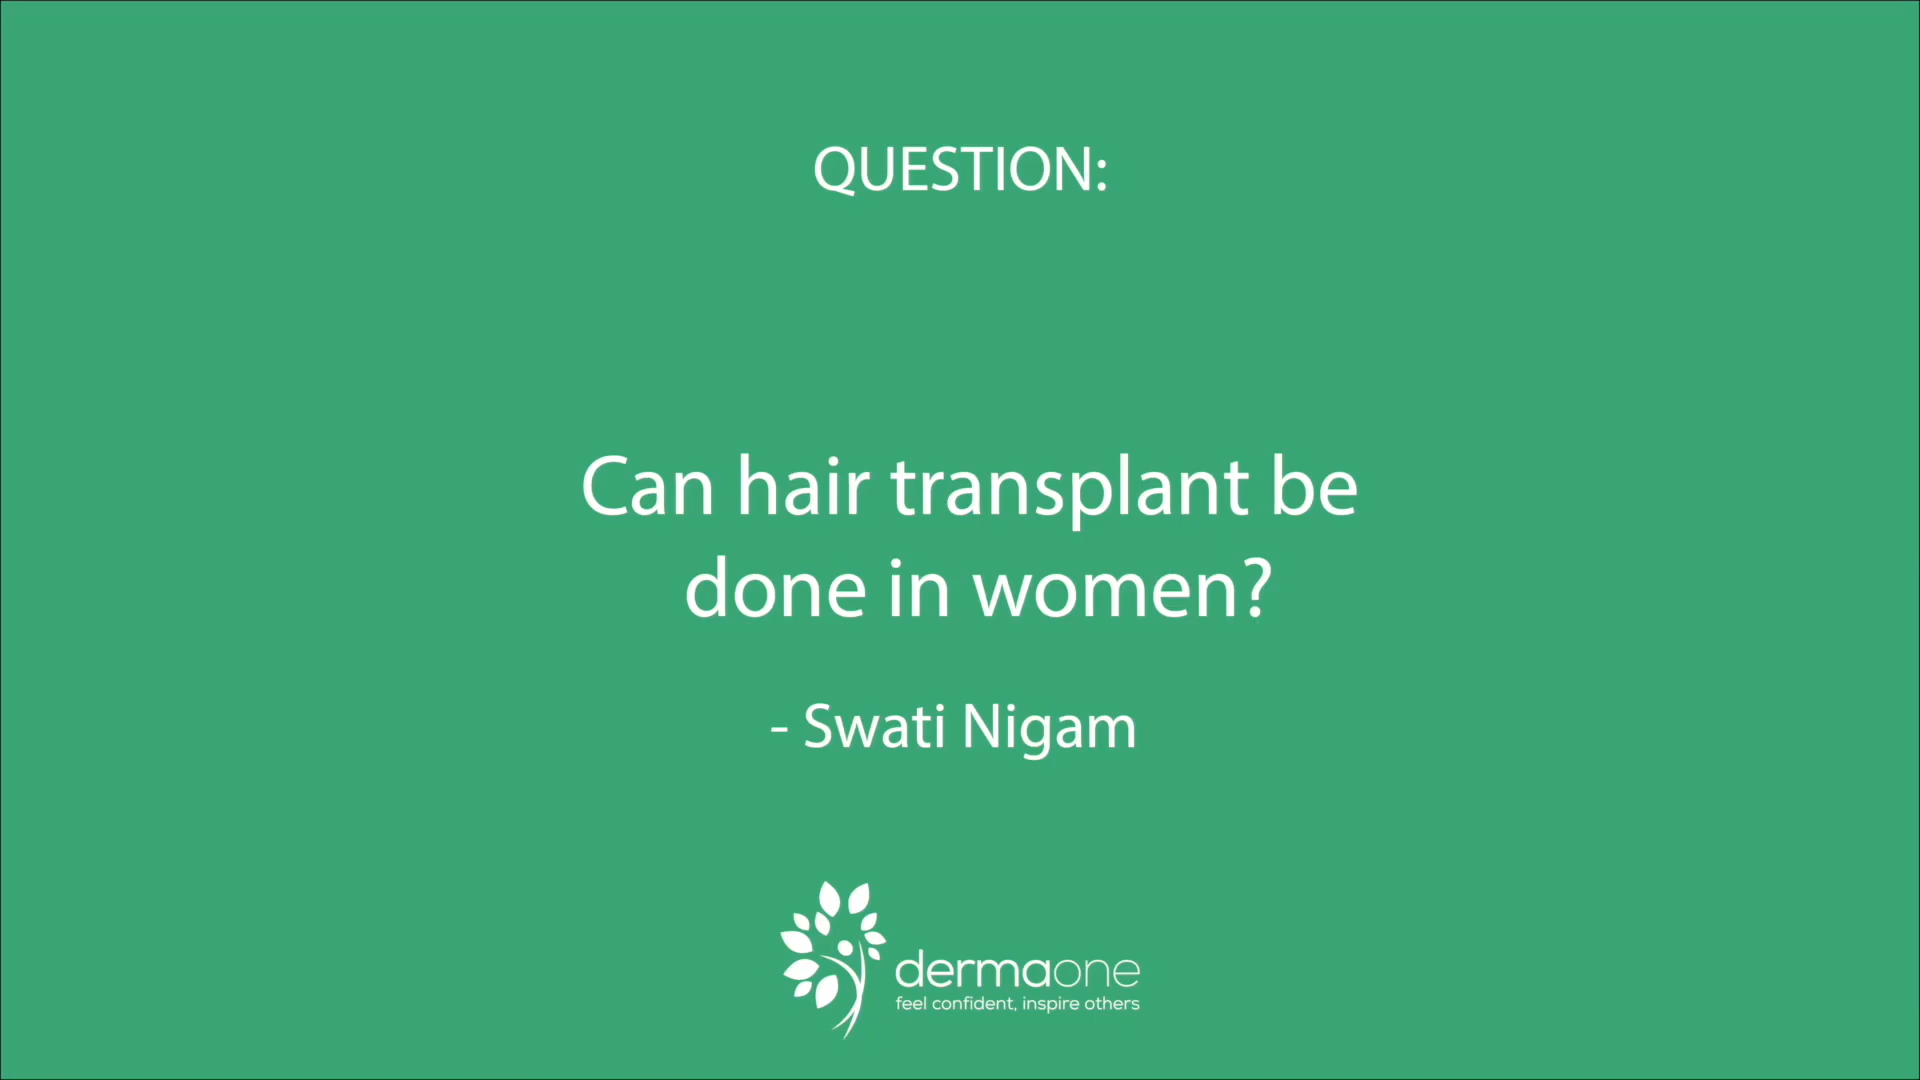 QUESTION:
Can hair transplant be
done in women?
- Swati Nigam
dermaone
feel confident, inspire others